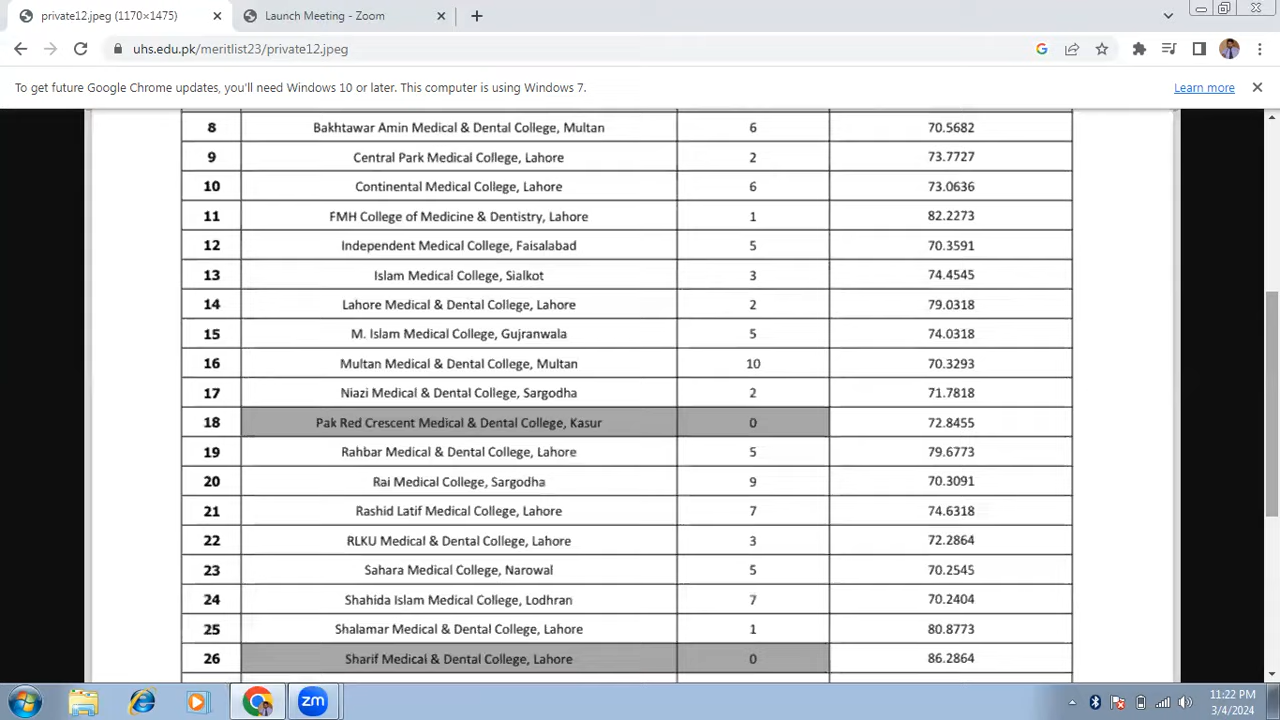 private12.jpeg (1170×1475)
Launch Meeting - Zoom
uhs.edu.pk/meritlist23/private12.jpeg
To get future Google Chrome updates, you'll need Windows 10 or later. This computer is using Windows 7.
Learn more
8 Bakhtawar Amin Medical & Dental College, Multan 6 70.5682
9 Central Park Medical College, Lahore 2 73.7727
10 Continental Medical College, Lahore 6 73.0636
11 FMH College of Medicine & Dentistry, Lahore 1 82.2273
12 Independent Medical College, Faisalabad 5 70.3591
13 Islam Medical College, Sialkot 3 74.4545
14 Lahore Medical & Dental College, Lahore 2 79.0318
15 M. Islam Medical College, Gujranwala 5 74.0318
16 Multan Medical & Dental College, Multan 10 70.3293
17 Niazi Medical & Dental College, Sargodha 2 71.7818
18 Pak Red Crescent Medical & Dental College, Kasur 0 72.8455
19 Rahbar Medical & Dental College, Lahore 5 79.6773
20 Rai Medical College, Sargodha 9 70.3091
21 Rashid Latif Medical College, Lahore 7 74.6318
22 RLKU Medical & Dental College, Lahore 3 72.2864
23 Sahara Medical College, Narowal 5 70.2545
24 Shahida Islam Medical College, Lodhran 7 70.2404
25 Shalamar Medical & Dental College, Lahore 1 80.8773
26 Sharif Medical & Dental College, Lahore 0 86.2864
zm
11:22 PM
3/4/2024